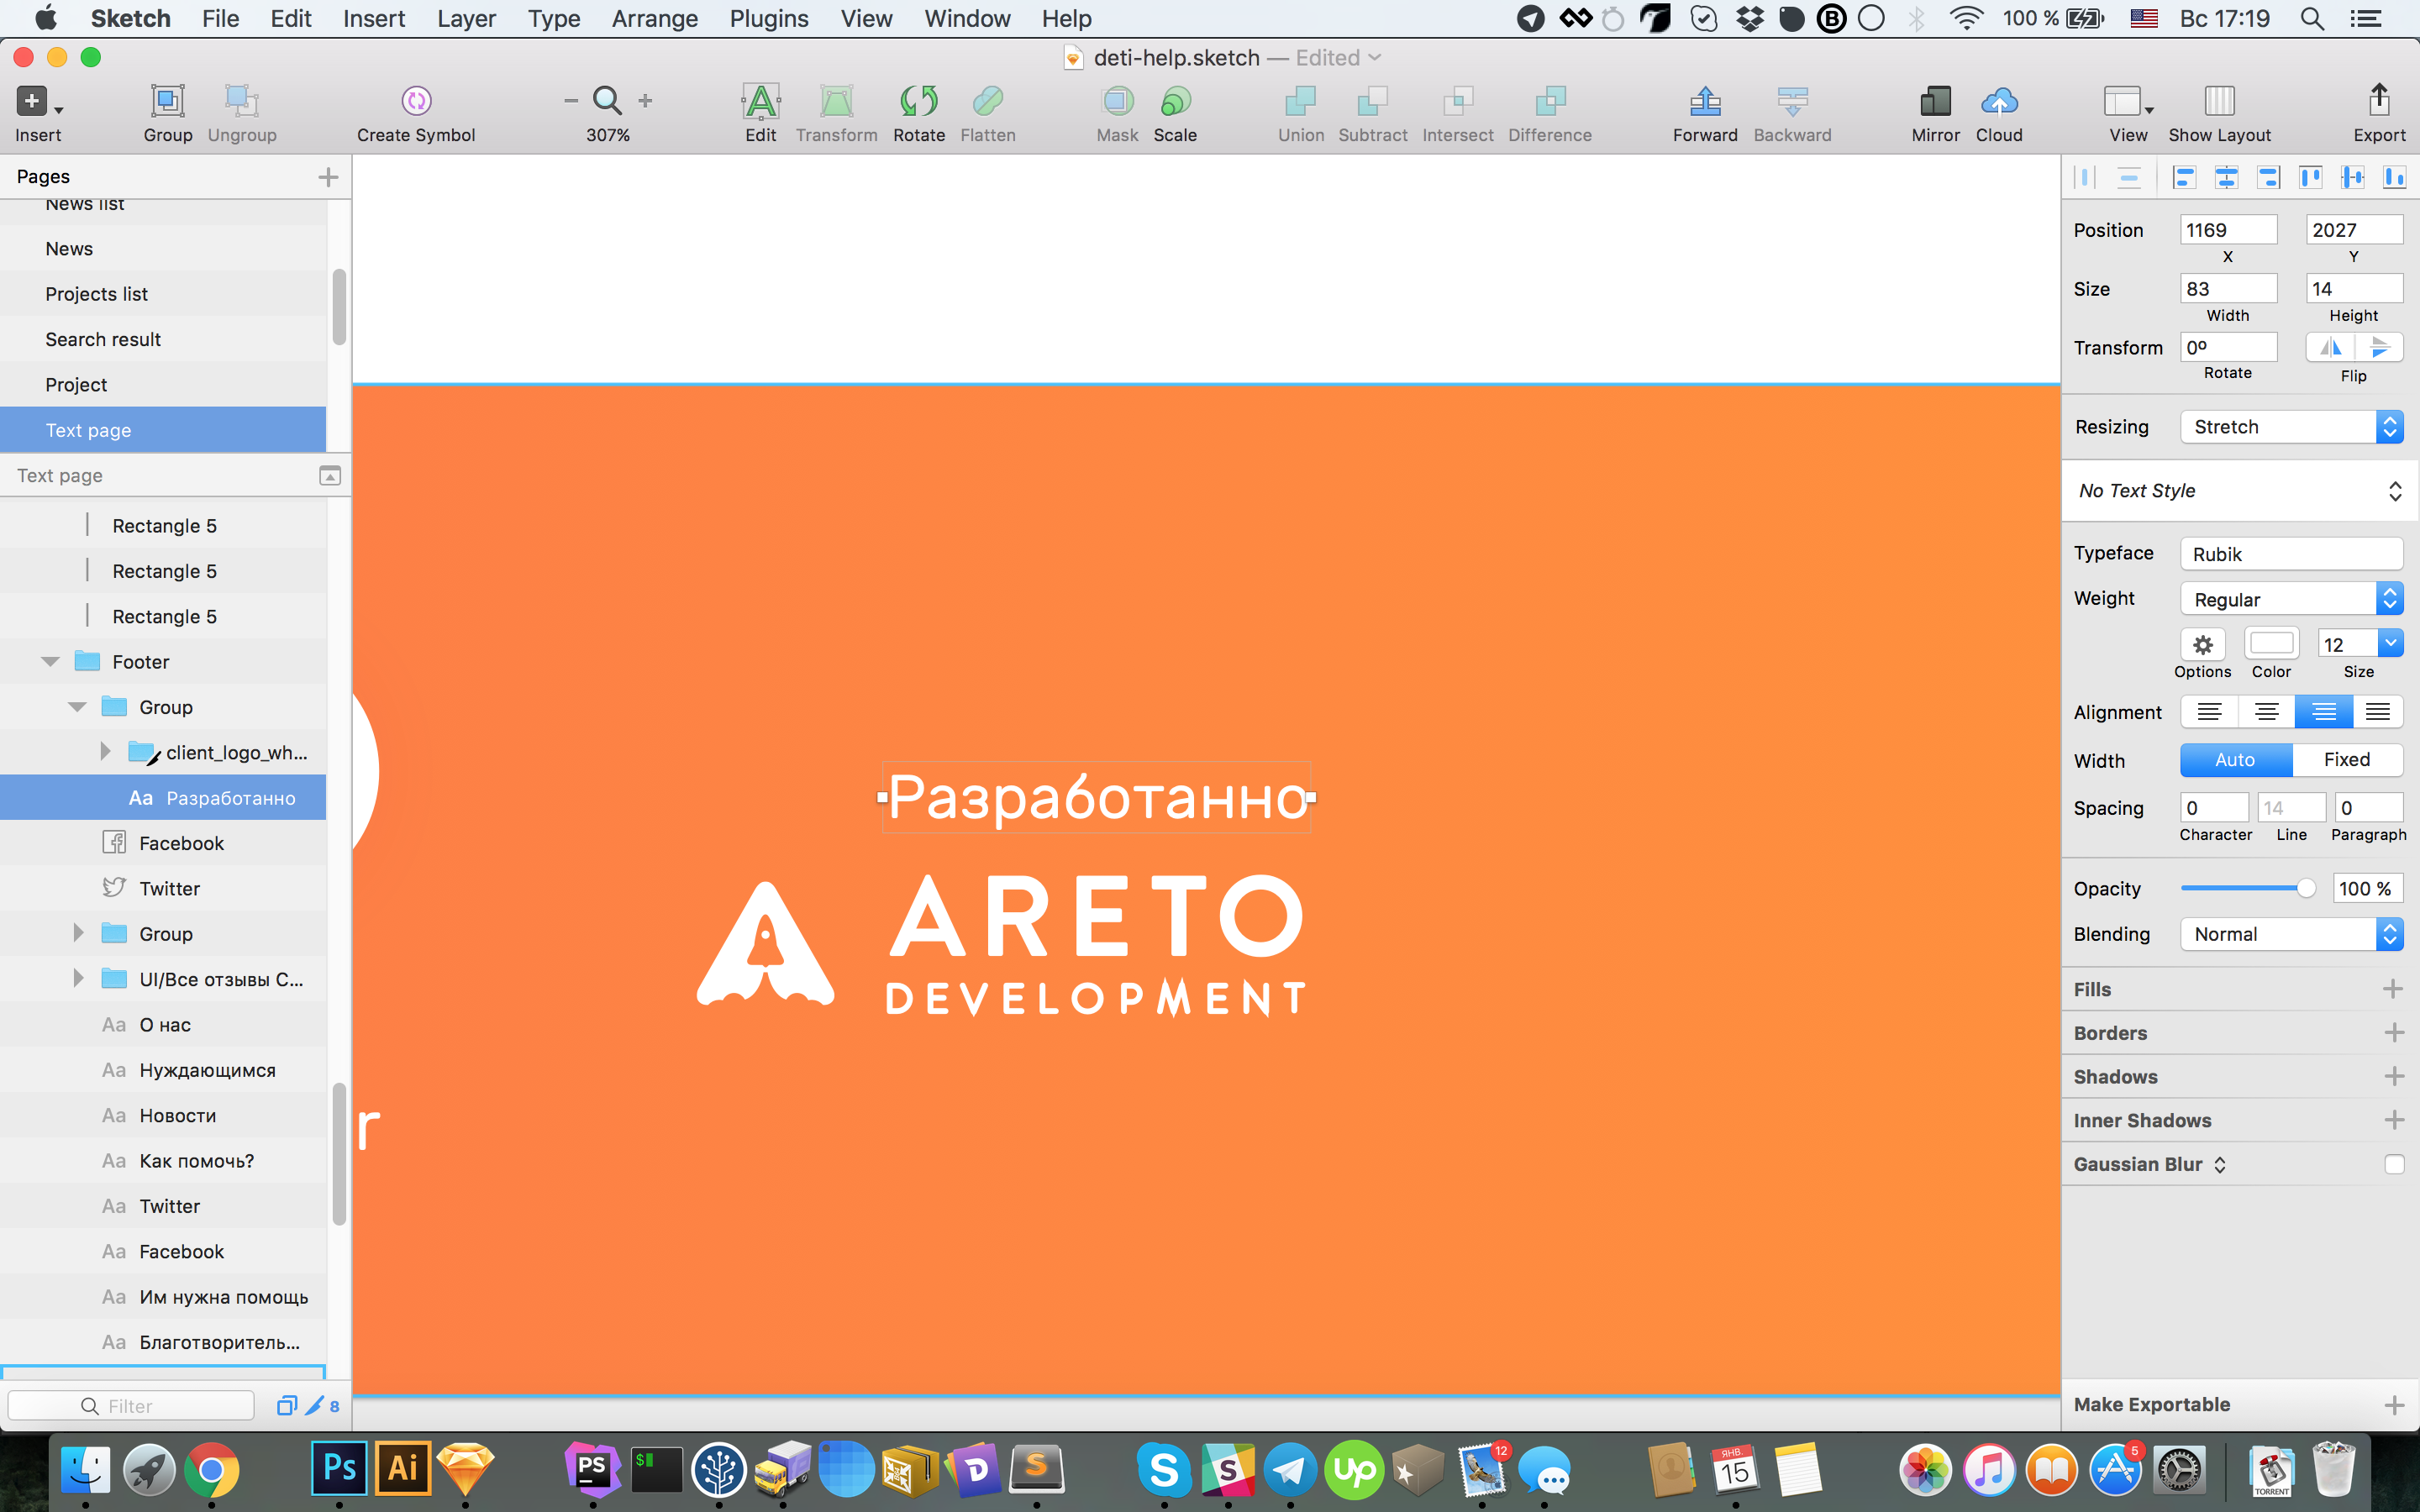 Sketch File Edit Insert Layer Type Arrange Plugins View Window Help 100 % Вс 17:19
deti-help.sketch — Edited
Insert Group Ungroup Create Symbol 307% Edit Transform Rotate Flatten Mask Scale Union Subtract Intersect Difference Forward Backward Mirror Cloud View Show Layout Export
Pages
News list
News
Projects list
Search result
Project
Text page
Text page
Rectangle 5
Rectangle 5
Rectangle 5
Footer
Group
client_logo_wh...
Aa Разработанно
Facebook
Twitter
Group
UI/Все отзывы С...
Aa О нас
Aa Нуждающимся
Aa Новости
Aa Как помочь?
Aa Twitter
Aa Facebook
Aa Им нужна помощь
Aa Благотворитель...
Filter 8
Разработанно
ARETO
DEVELOPMENT
r
Position 1169 2027
X Y
Size 83 14
Width Height
Transform 0º
Rotate Flip
Resizing Stretch
No Text Style
Typeface Rubik
Weight Regular
12
Options Color Size
Alignment
Width Auto Fixed
Spacing 0 14 0
Character Line Paragraph
Opacity 100 %
Blending Normal
Fills
Borders
Shadows
Inner Shadows
Gaussian Blur
Make Exportable
Ps Ai PS $ D S S S up 12 ЯНВ. 15 5 TORRENT